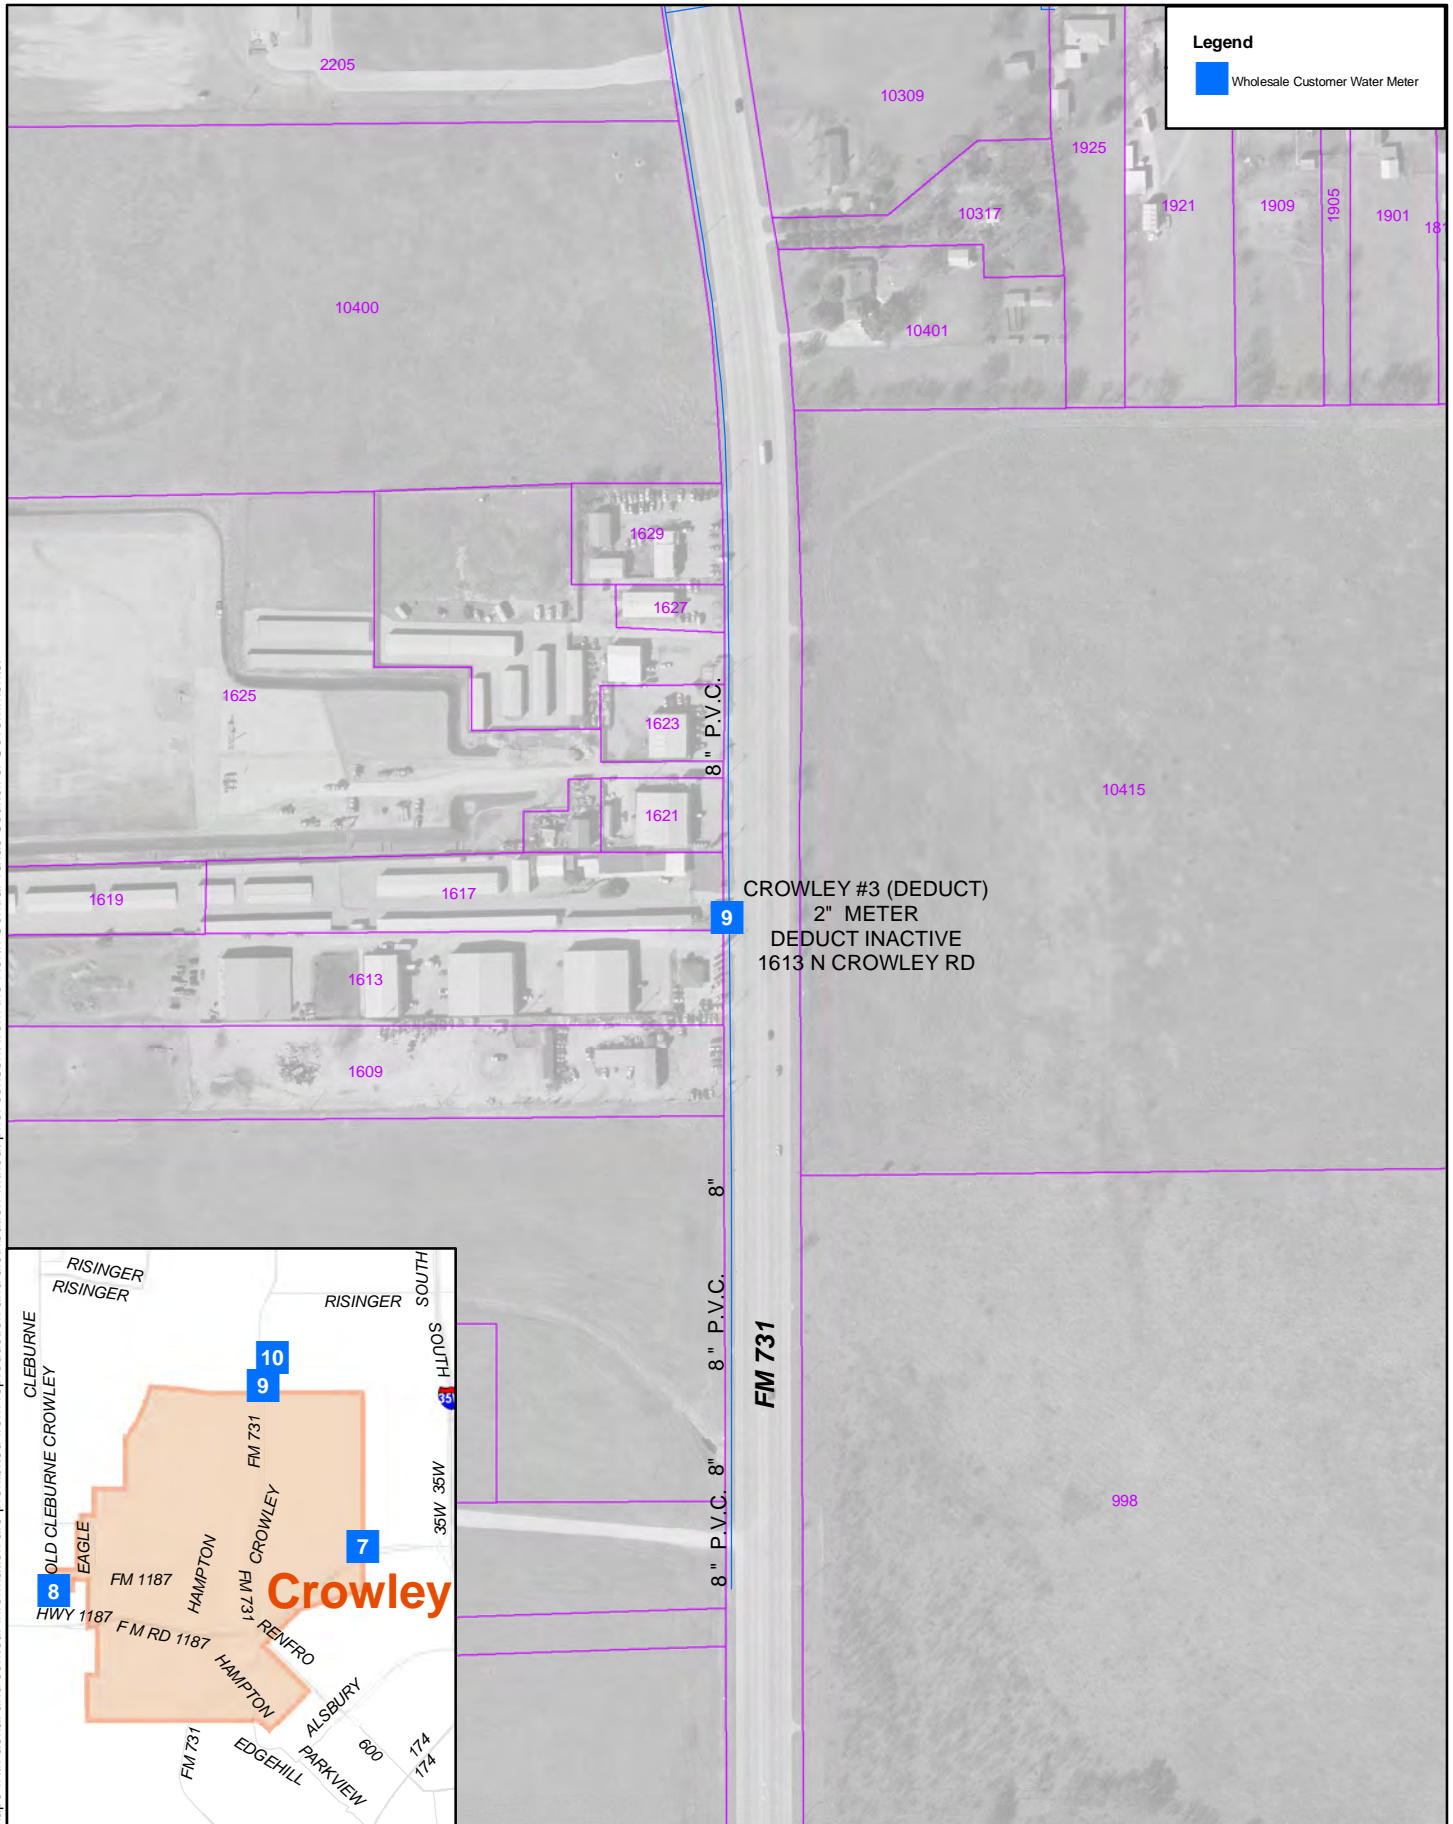 Legend
Wholesale Customer Water Meter
2205
10309
1925
10317
1921
1909
1905
1901
181
10400
10401
1629
1627
1625
1623
8" P.V.C.
10415
1621
1619
1617
9
CROWLEY #3 (DEDUCT)
2" METER
DEDUCT INACTIVE
1613 N CROWLEY RD
1613
1609
8"
8" P.V.C.
FM 731
8"
8" P.V.C.
998
RISINGER
RISINGER
RISINGER
SOUTH
SOUTH
CLEBURNE
OLD CLEBURNE CROWLEY
10
9
35
FM 731
35W
35W
EAGLE
HAMPTON
CROWLEY
7
8
FM 1187
FM 731
Crowley
HWY 1187
F M RD 1187
RENFRO
HAMPTON
ALSBURY
FM 731
EDGEHILL
PARKVIEW
600
174
174